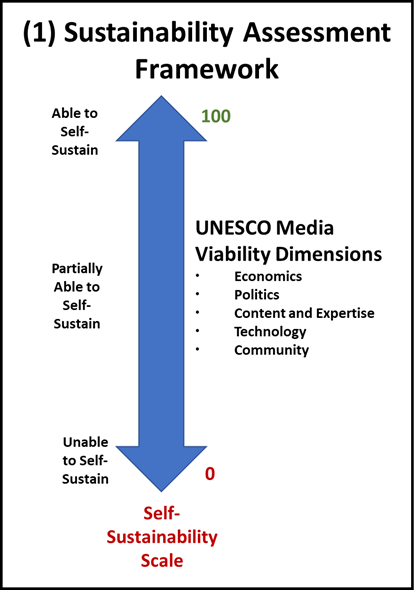 (1) Sustainability Assessment
Framework
Able to
Self-
Sustain
100
UNESCO Media
Viability Dimensions
• Economics
• Politics
• Content and Expertise
• Technology
• Community
Partially
Able to
Self-
Sustain
Unable
to Self-
Sustain
0
Self-
Sustainability
Scale